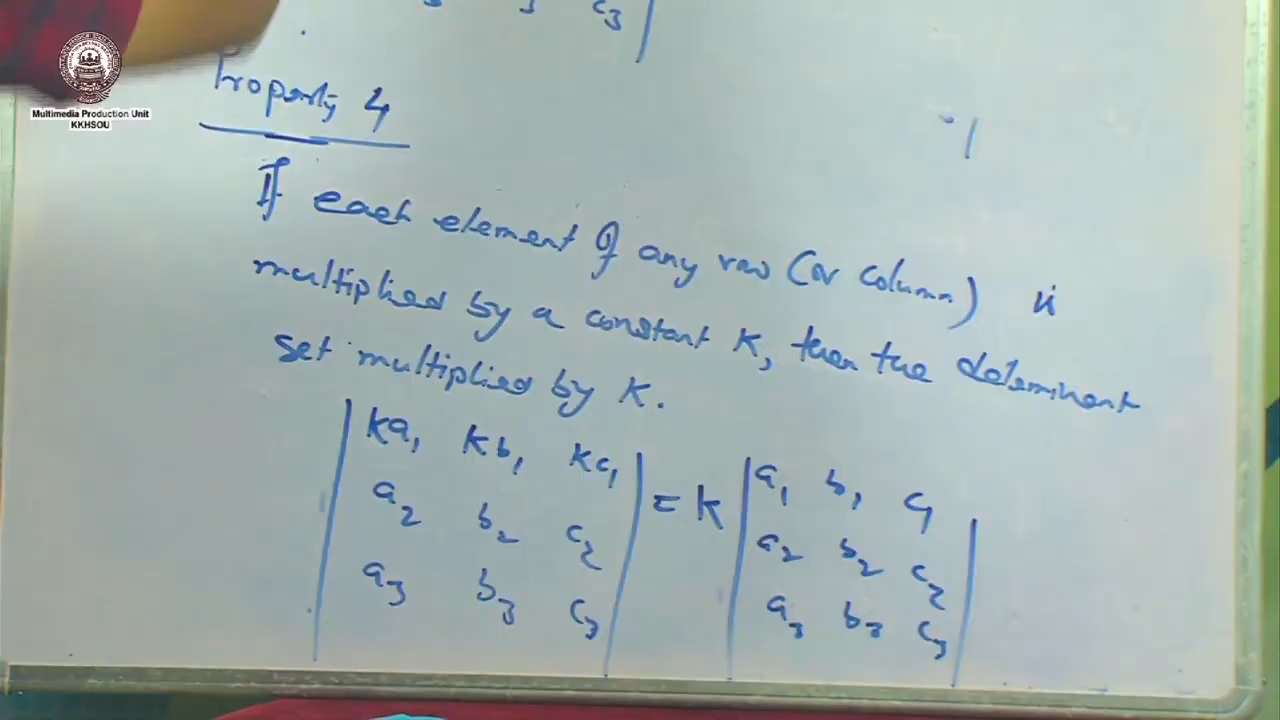 c3
Property 4
If each element of any row (or column) is
multiplied by a constant K, then the determinent
get multiplied by K.
| Ka1 Kb1 Kc1 | = K | a1 b1 c1 |
| a2 b2 c2 | | a2 b2 c2 |
| a3 b3 c3 | | a3 b3 c3 |
Multimedia Production Unit
KKHSOU